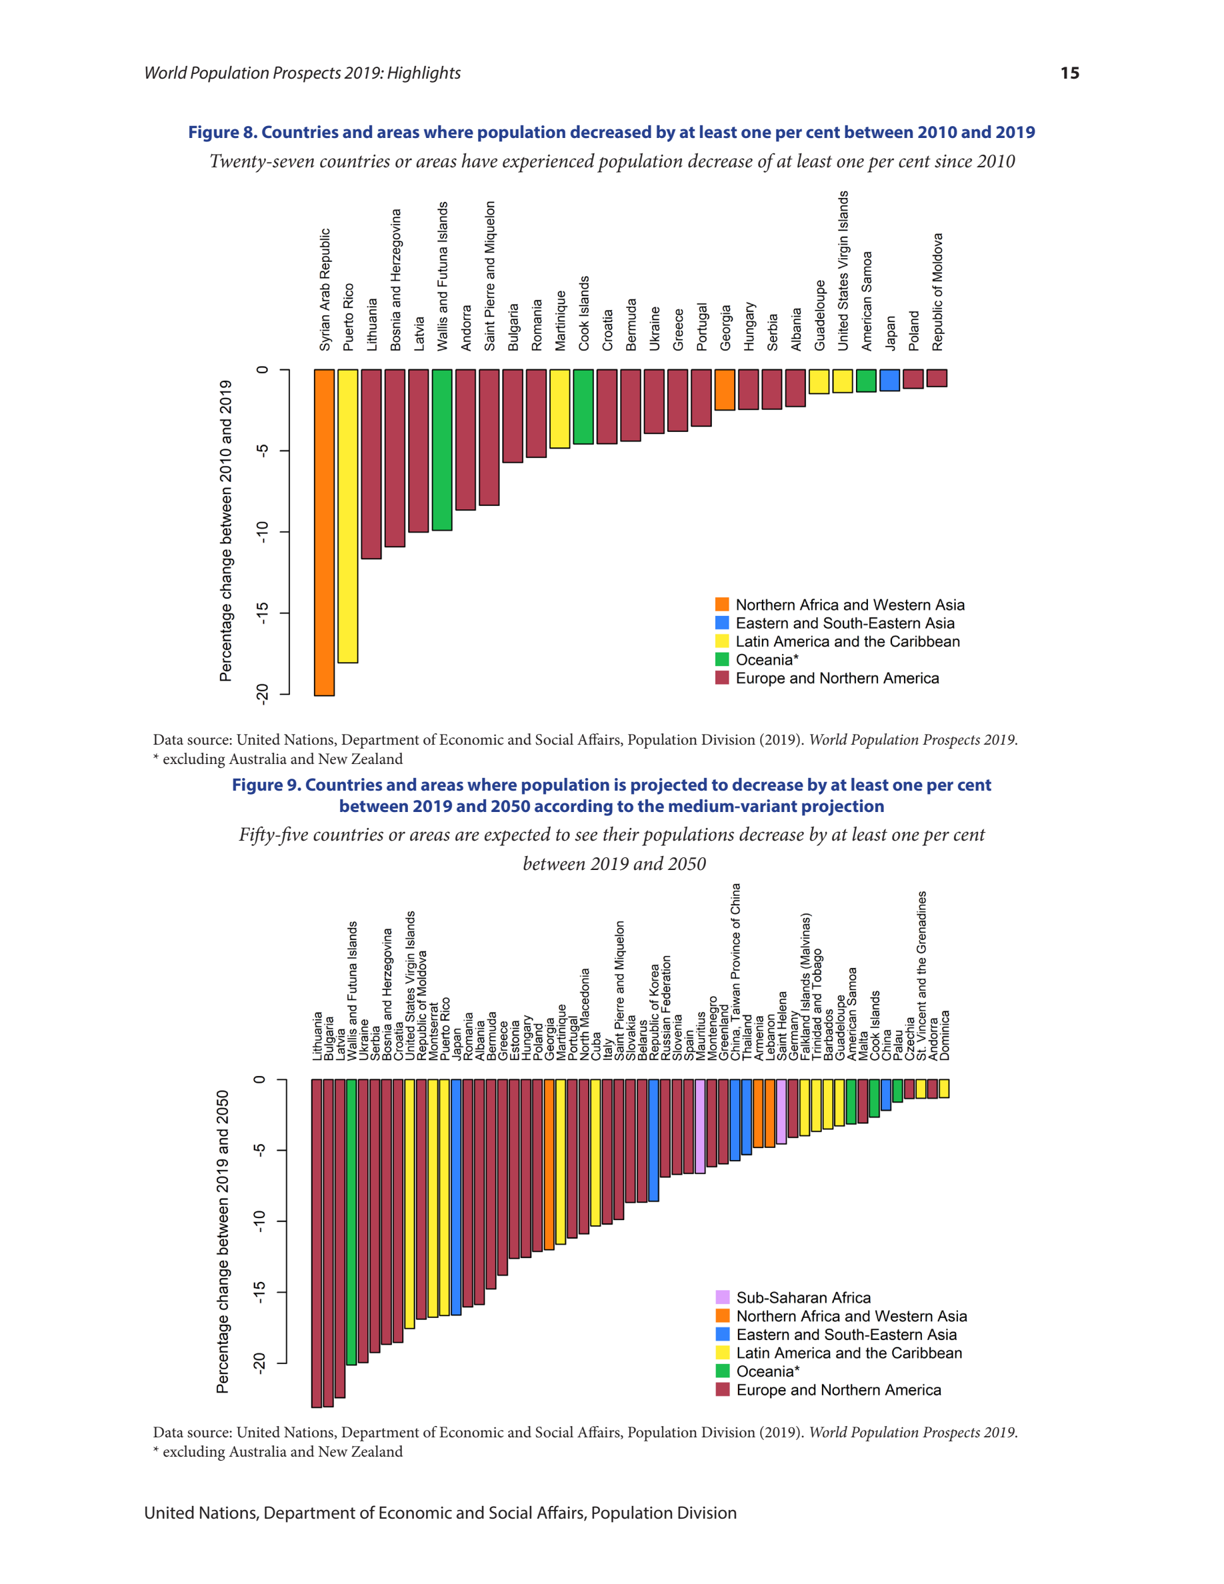 World Population Prospects 2019: Highlights
15
Figure 8. Countries and areas where population decreased by at least one per cent between 2010 and 2019
Twenty-seven countries or areas have experienced population decrease of at least one per cent since 2010
Syrian Arab Republic
Puerto Rico
Lithuania
Bosnia and Herzegovina
Latvia
Wallis and Futuna Islands
Andorra
Saint Pierre and Miquelon
Bulgaria
Romania
Martinique
Cook Islands
Croatia
Bermuda
Ukraine
Greece
Portugal
Georgia
Hungary
Serbia
Albania
Guadeloupe
United States Virgin Islands
American Samoa
Japan
Poland
Republic of Moldova
Percentage change between 2010 and 2019
0
-5
-10
-15
-20
Northern Africa and Western Asia
Eastern and South-Eastern Asia
Latin America and the Caribbean
Oceania*
Europe and Northern America
Data source: United Nations, Department of Economic and Social Affairs, Population Division (2019). World Population Prospects 2019.
* excluding Australia and New Zealand
Figure 9. Countries and areas where population is projected to decrease by at least one per cent
between 2019 and 2050 according to the medium-variant projection
Fifty-five countries or areas are expected to see their populations decrease by at least one per cent
between 2019 and 2050
Lithuania
Bulgaria
Latvia
Wallis and Futuna Islands
Ukraine
Serbia
Bosnia and Herzegovina
Croatia
United States Virgin Islands
Republic of Moldova
Montserrat
Puerto Rico
Japan
Romania
Albania
Bermuda
Greece
Estonia
Hungary
Poland
Georgia
Martinique
Portugal
North Macedonia
Cuba
Italy
Saint Pierre and Miquelon
Slovakia
Belarus
Republic of Korea
Russian Federation
Slovenia
Spain
Mauritius
Montenegro
Greenland
China, Taiwan Province of China
Thailand
Armenia
Lebanon
Saint Helena
Germany
Falkland Islands (Malvinas)
Trinidad and Tobago
Barbados
Guadeloupe
American Samoa
Malta
Cook Islands
China
Palau
Czechia
St. Vincent and the Grenadines
Andorra
Dominica
Percentage change between 2019 and 2050
0
-5
-10
-15
-20
Sub-Saharan Africa
Northern Africa and Western Asia
Eastern and South-Eastern Asia
Latin America and the Caribbean
Oceania*
Europe and Northern America
Data source: United Nations, Department of Economic and Social Affairs, Population Division (2019). World Population Prospects 2019.
* excluding Australia and New Zealand
United Nations, Department of Economic and Social Affairs, Population Division